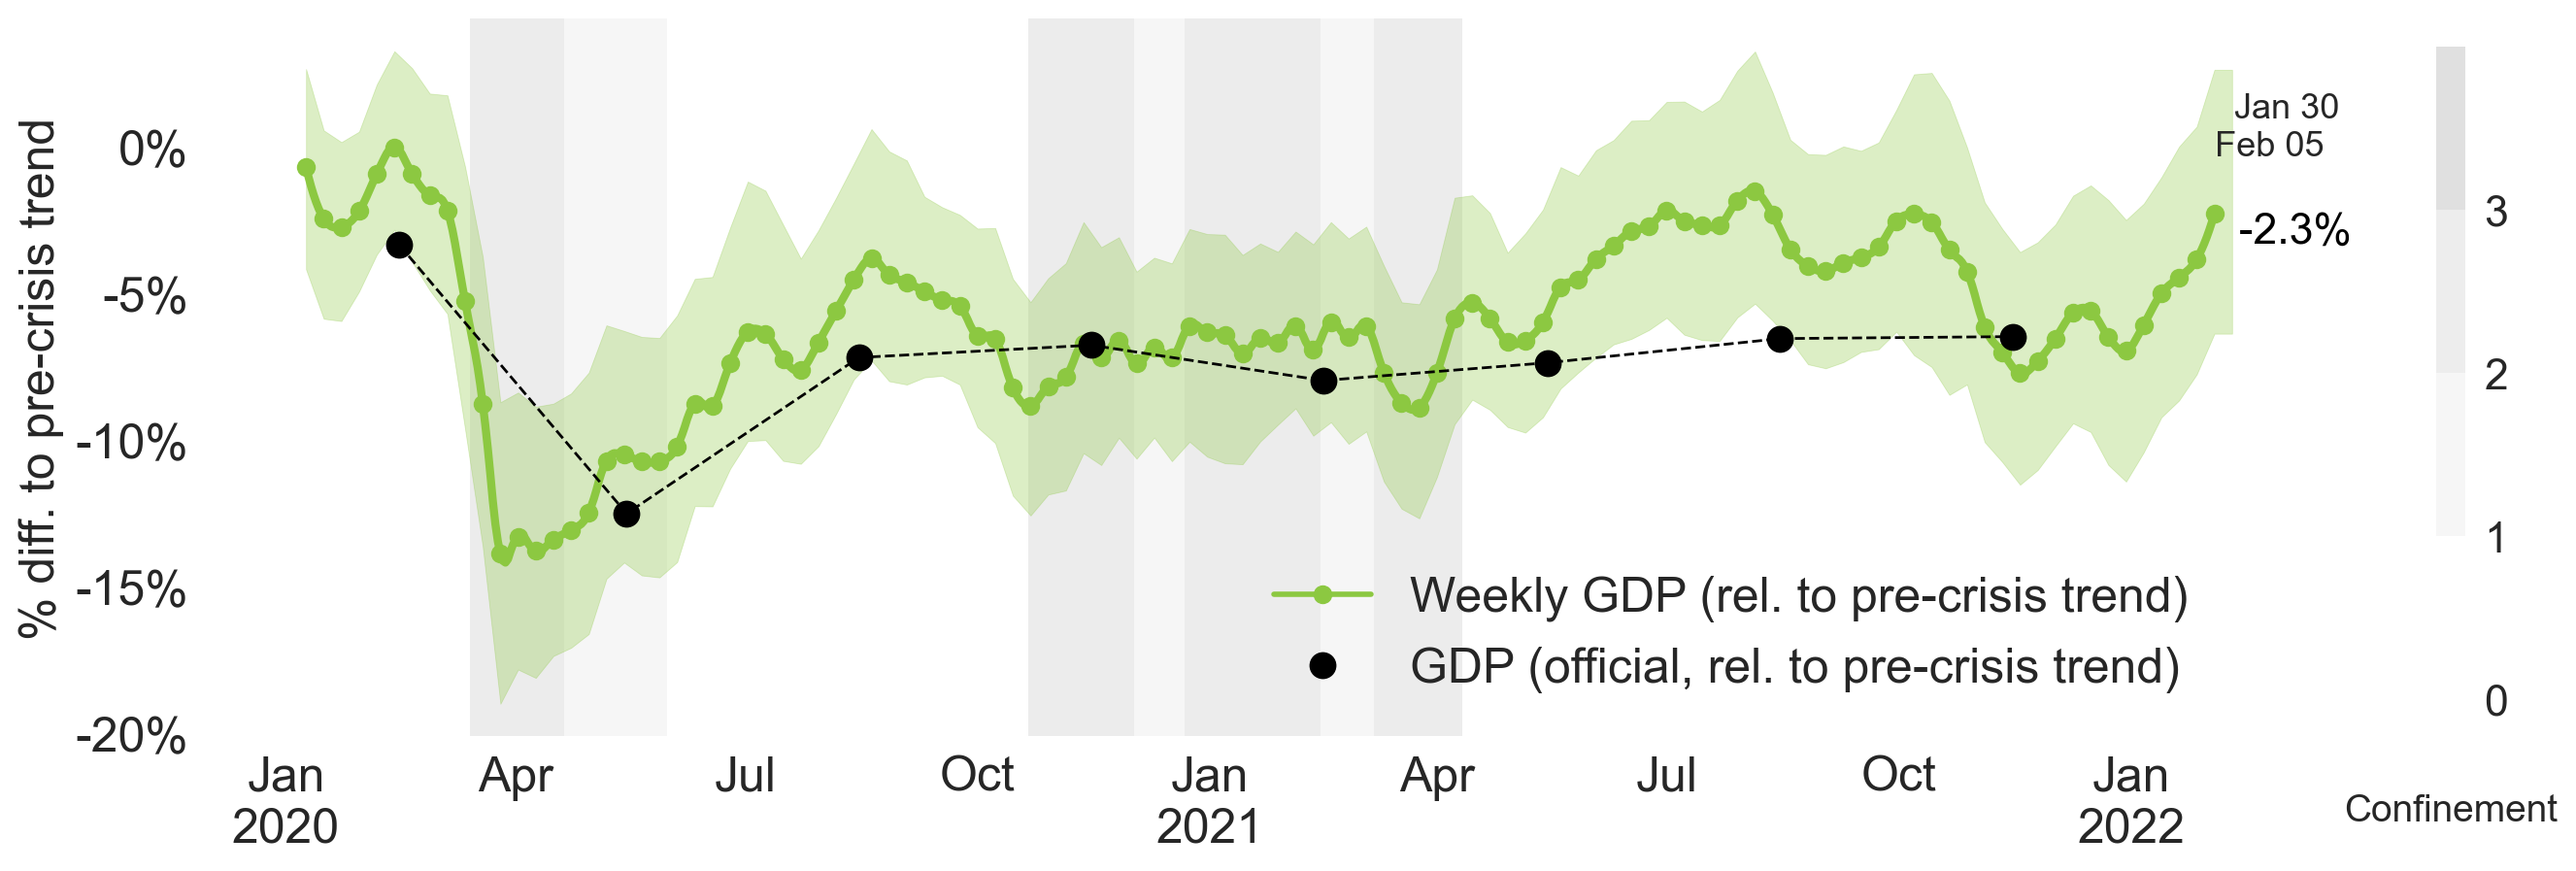 % diff. to pre-crisis trend
0%
-5%
-10%
-15%
-20%
Jan
2020
Apr
Jul
Oct
Jan
2021
Apr
Jul
Oct
Jan
2022
Jan 30
Feb 05
-2.3%
Weekly GDP (rel. to pre-crisis trend)
GDP (official, rel. to pre-crisis trend)
3
2
1
0
Confinement